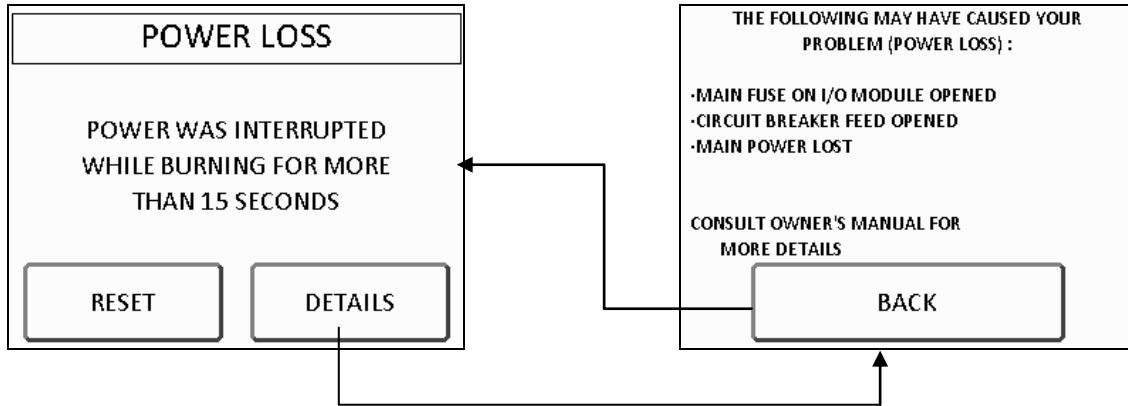 POWER LOSS
POWER WAS INTERRUPTED
WHILE BURNING FOR MORE
THAN 15 SECONDS
RESET
DETAILS
THE FOLLOWING MAY HAVE CAUSED YOUR
PROBLEM (POWER LOSS) :
·MAIN FUSE ON I/O MODULE OPENED
·CIRCUIT BREAKER FEED OPENED
·MAIN POWER LOST
CONSULT OWNER'S MANUAL FOR
MORE DETAILS
BACK